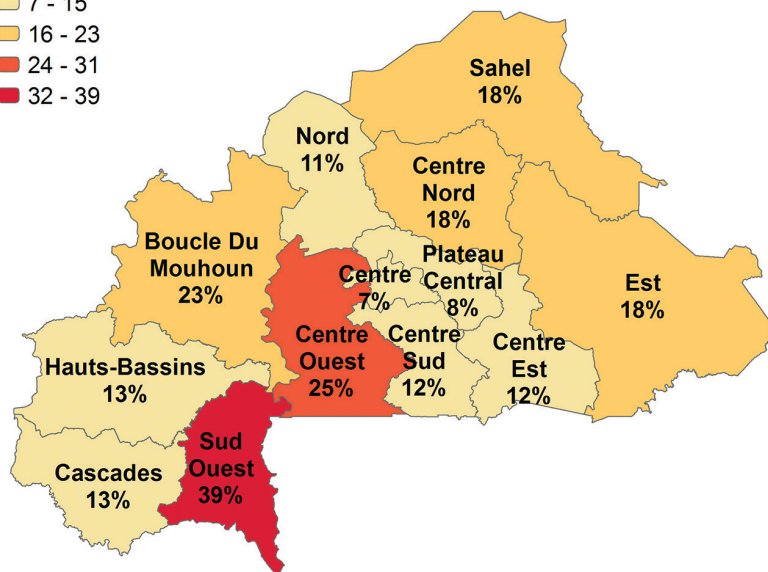 7 - 15
16 - 23
24 - 31
32 - 39
Sahel
18%
Nord
11%
Centre
Nord
18%
Boucle Du
Mouhoun
23%
Centre
7%
Plateau
Central
8%
Est
18%
Centre
Ouest
25%
Centre
Sud
12%
Centre
Est
12%
Hauts-Bassins
13%
Sud
Ouest
39%
Cascades
13%